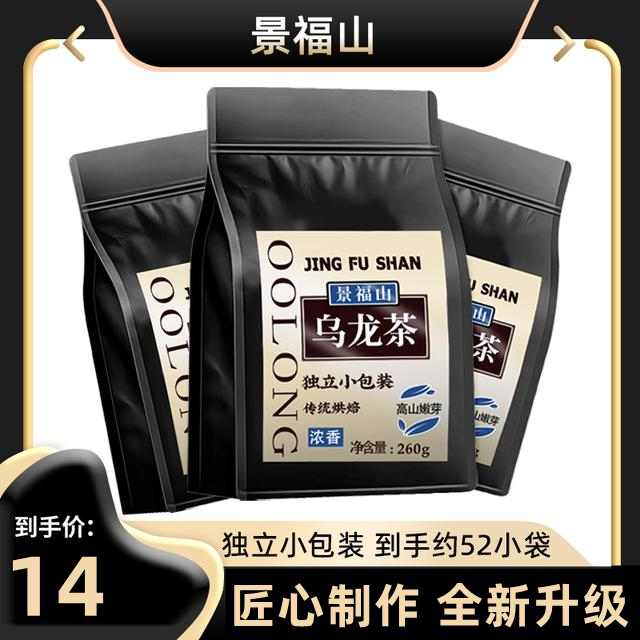 景福山
OOLONG
JING FU SHAN
景福山
乌龙茶
独立小包装
传统烘焙
高山嫩芽
浓香
净含量:260g
OOLONG
JIN
SHAN
茶
高山嫩芽
260g
到手价:
14
独立小包装 到手约52小袋
匠心制作 全新升级